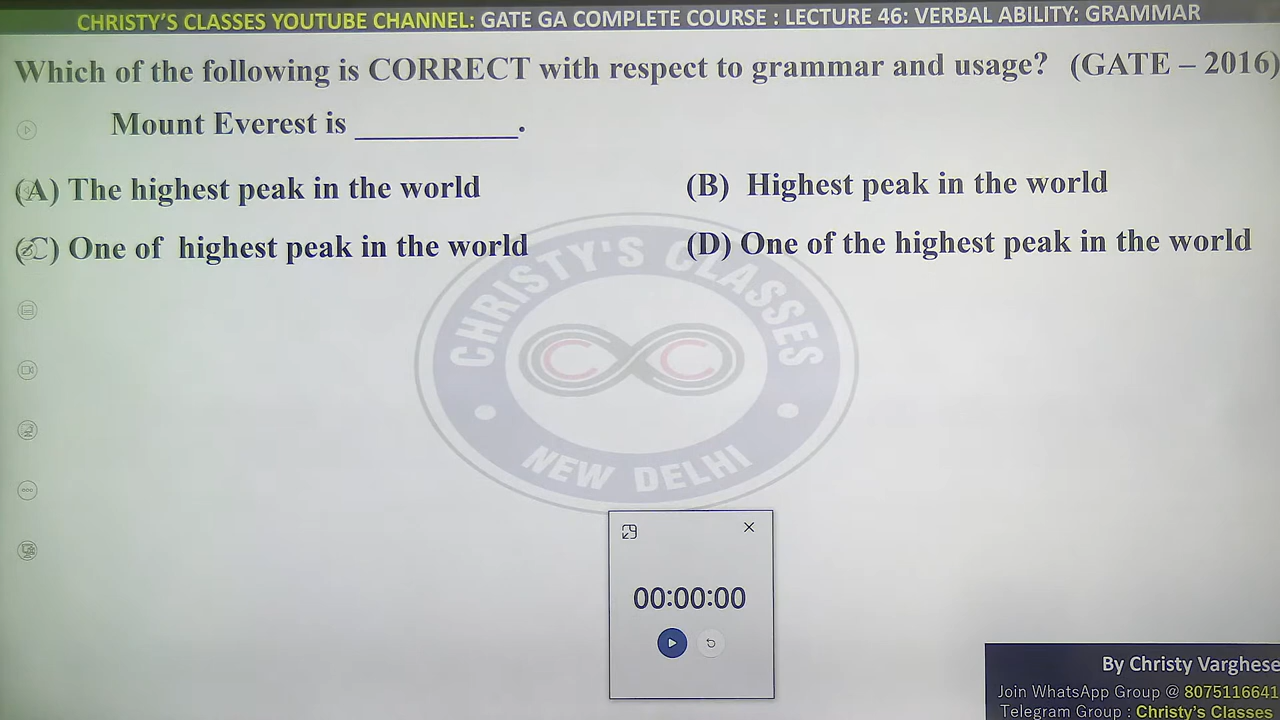 CHRISTY'S CLASSES YOUTUBE CHANNEL: GATE GA COMPLETE COURSE : LECTURE 46: VERBAL ABILITY: GRAMMAR
Which of the following is CORRECT with respect to grammar and usage? (GATE – 2016)
Mount Everest is __________.
(A) The highest peak in the world
(B) Highest peak in the world
(C) One of highest peak in the world
(D) One of the highest peak in the world
CHRISTY'S CLASSES
CC
NEW DELHI
00:00:00
By Christy Varghese
Join WhatsApp Group @ 8075116641
Telegram Group : Christy's Classes